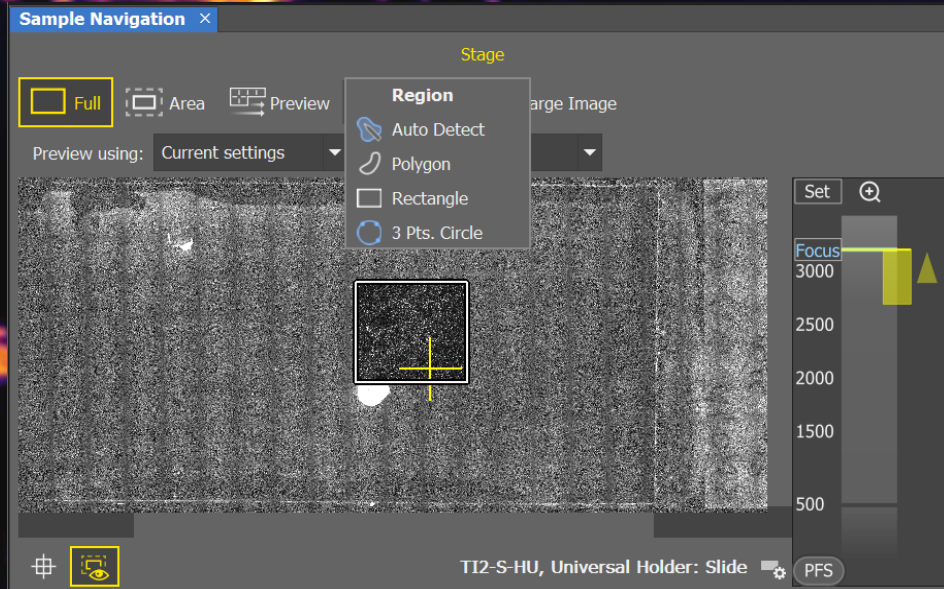 Sample Navigation ×
Stage
Full Area Preview
Region
Auto Detect
Polygon
Rectangle
3 Pts. Circle
arge Image
Preview using: Current settings
Set
Focus
3000
2500
2000
1500
500
PFS
TI2-S-HU, Universal Holder: Slide